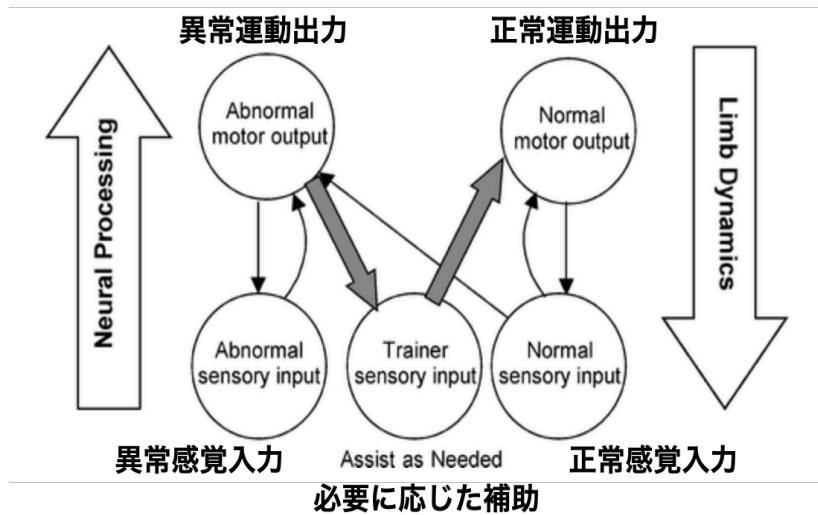 異常運動出力
正常運動出力
Abnormal
motor output
Normal
motor output
Neural Processing
Limb Dynamics
Abnormal
sensory input
Trainer
sensory input
Normal
sensory input
異常感覚入力
Assist as Needed
正常感覚入力
必要に応じた補助